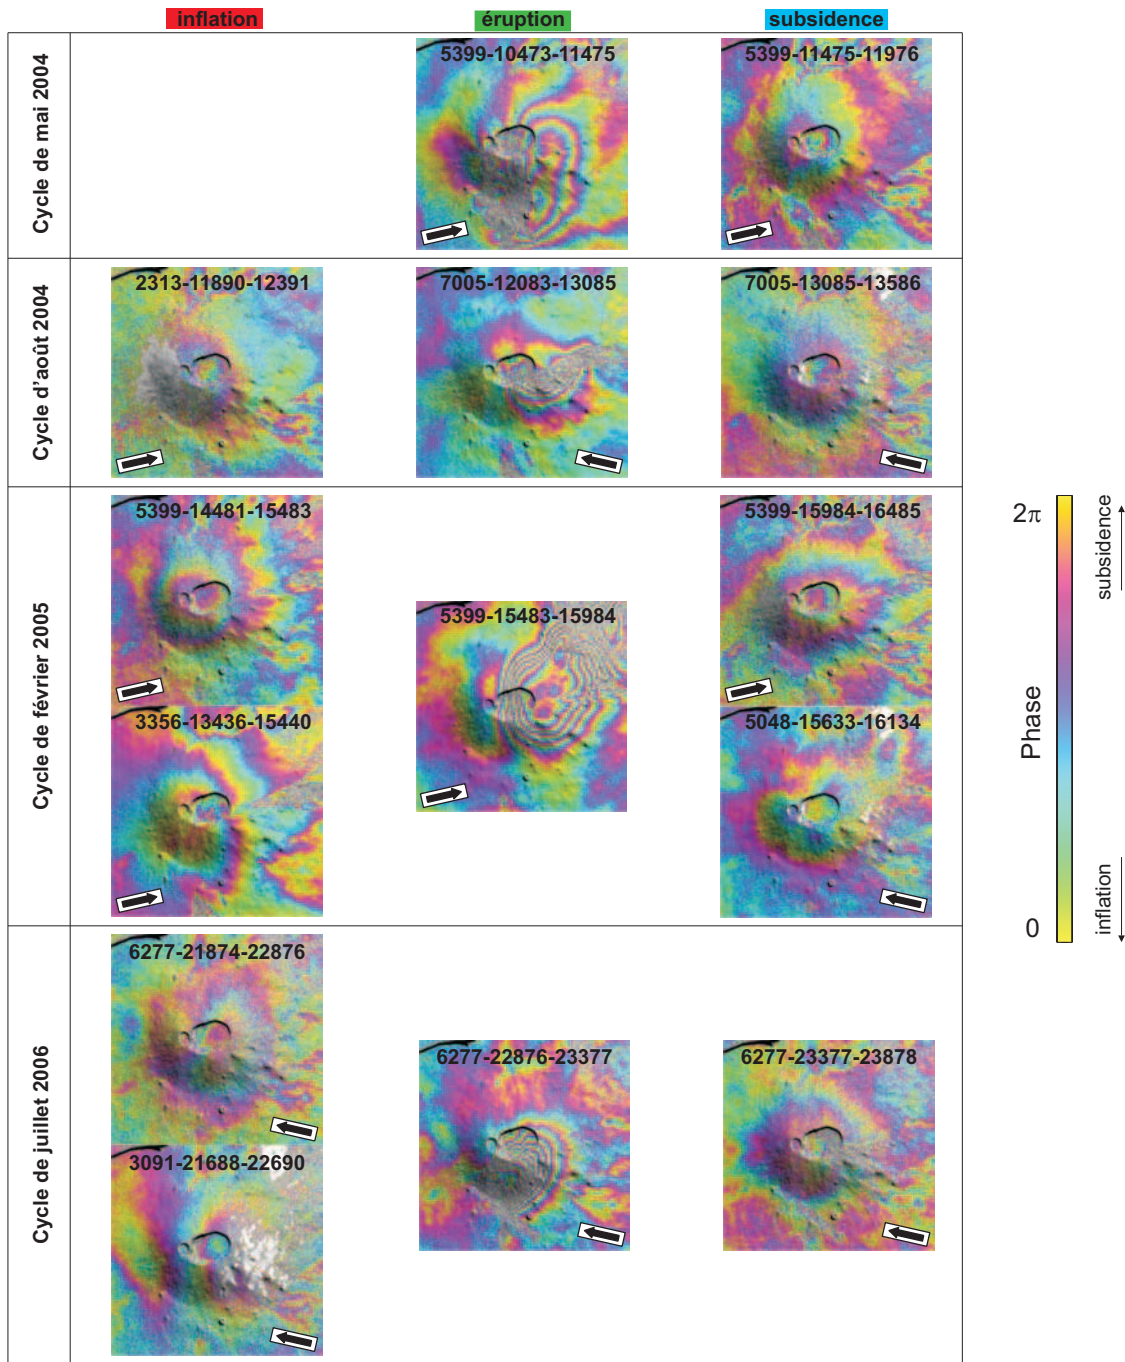 inflation
éruption
subsidence
Cycle de mai 2004
5399-10473-11475
5399-11475-11976
Cycle d'août 2004
2313-11890-12391
7005-12083-13085
7005-13085-13586
Cycle de février 2005
5399-14481-15483
5399-15984-16485
5399-15483-15984
3356-13436-15440
5048-15633-16134
Cycle de juillet 2006
6277-21874-22876
6277-22876-23377
6277-23377-23878
3091-21688-22690
2π
subsidence
Phase
0
inflation